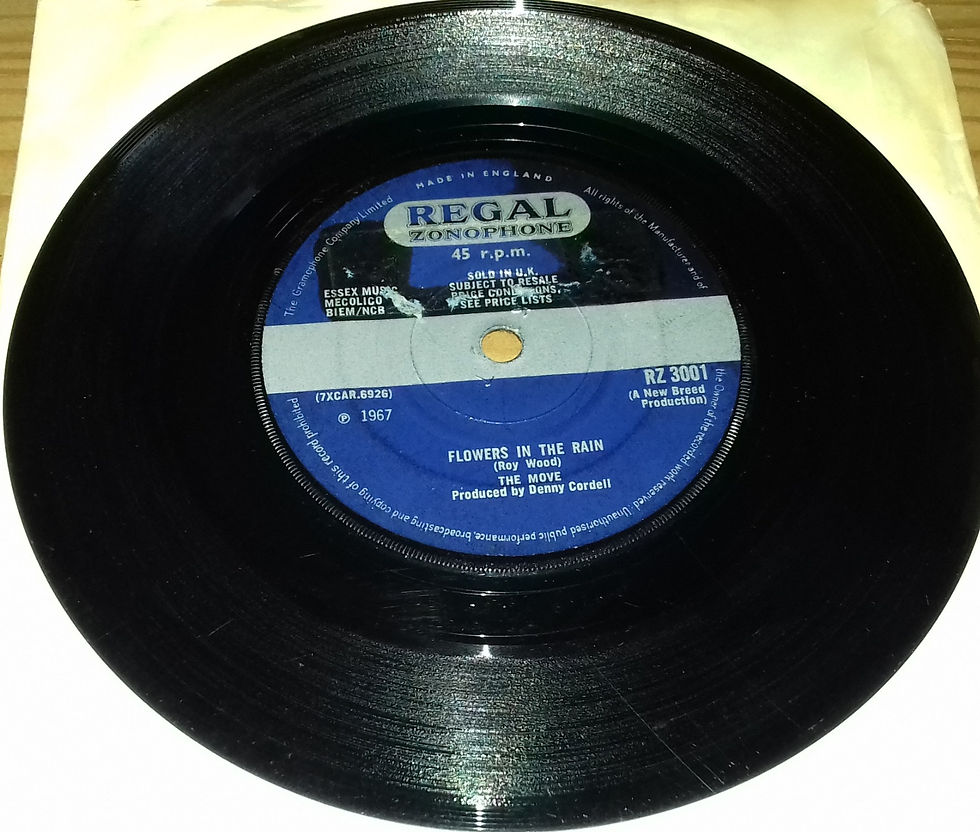 MADE IN ENGLAND
The Gramophone Company Limited
All rights of the Manufacturer and of
the Owner of the recorded work reserved. Unauthorised public performance, broadcasting and copying of this record prohibited
REGAL
ZONOPHONE
45 r.p.m.
SOLD IN U.K.
SUBJECT TO RESALE
PRICE CONDITIONS,
SEE PRICE LISTS
ESSEX MUSIC
MECOLICO
BIEM/NCB
RZ 3001
(A New Breed
Production)
(7XCAR.6926)
℗ 1967
FLOWERS IN THE RAIN
(Roy Wood)
THE MOVE
Produced by Denny Cordell